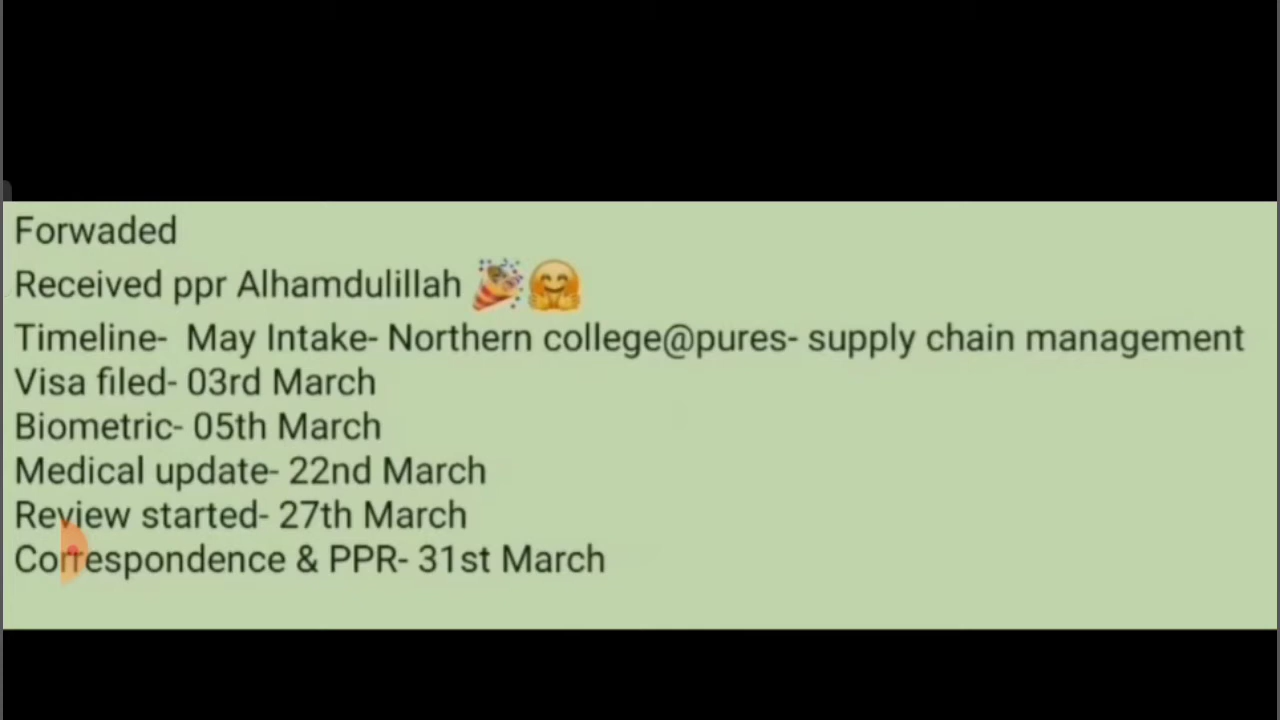 Forwaded
Received ppr Alhamdulillah 🎉🤗
Timeline-  May Intake- Northern college@pures- supply chain management
Visa filed- 03rd March
Biometric- 05th March
Medical update- 22nd March
Review started- 27th March
Correspondence & PPR- 31st March